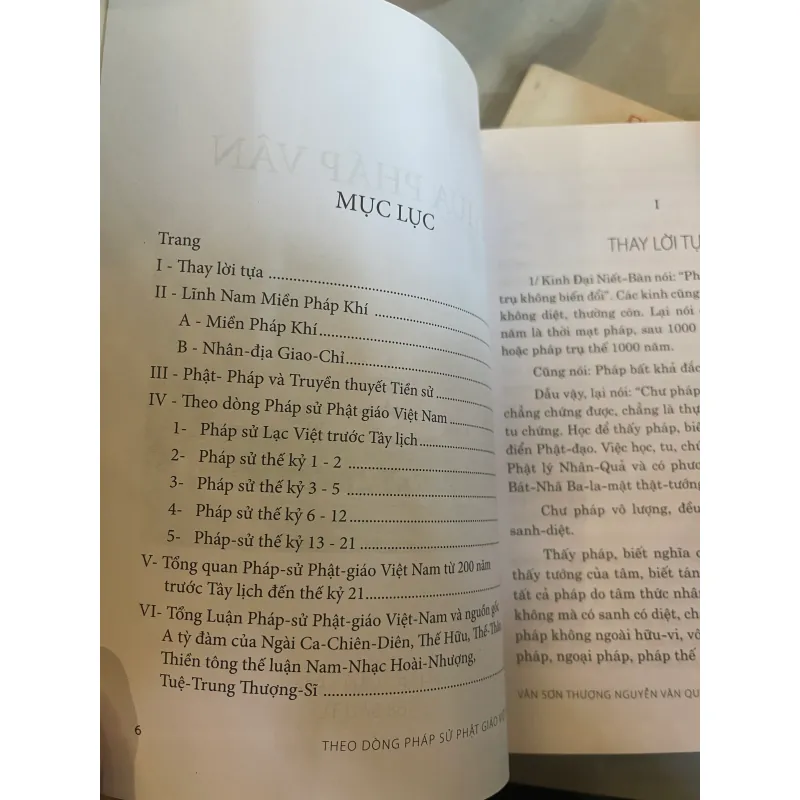 MỤC LỤC
Trang
I - Thay lời tựa
II - Lĩnh Nam Miền Pháp Khí
A - Miền Pháp Khí
B - Nhân-địa Giao-Chỉ
III - Phật- Pháp và Truyền thuyết Tiền sử
IV - Theo dòng Pháp sử Phật giáo Việt Nam
1- Pháp sử Lạc Việt trước Tây lịch
2- Pháp sử thế kỷ 1 - 2
3- Pháp sử thế kỷ 3 - 5
4- Pháp sử thế kỷ 6 - 12
5- Pháp-sử thế kỷ 13 - 21
V- Tổng quan Pháp-sử Phật-giáo Việt Nam từ 200 năm
trước Tây lịch đến thế kỷ 21
VI- Tổng Luận Pháp-sử Phật-giáo Việt-Nam và nguồn gốc
A tỳ đàm của Ngài Ca-Chiên-Diên, Thế Hữu, Thế-Thân
Thiền tông thế luận Nam-Nhạc Hoài-Nhượng,
Tuệ-Trung Thượng-Sĩ
6
THEO DÒNG PHÁP SỬ PHẬT GIÁO
1
THAY LỜI TỰ
1/ Kinh Đại Niết-Bàn nói: "Ph
trụ không biến đổi". Các kinh cũng
không diệt, thường còn. Lại nói
năm là thời mạt pháp, sau 1000
hoặc pháp trụ thế 1000 năm.
Cũng nói: Pháp bất khả đắc
Dẫu vậy, lại nói: "Chư pháp
chẳng chứng được, chẳng là thự
tu chứng. Học để thấy pháp, biế
điển Phật-đạo. Việc học, tu, chú
Phật lý Nhân-Quả và có phươ
Bát-Nhã Ba-la-mật thật-tướng
Chư pháp vô lượng, đều
sanh-diệt.
Thấy pháp, biết nghĩa
thấy tướng của tâm, biết tán
tất cả pháp do tâm thức nhâ
không mà có sanh có diệt, ch
pháp không ngoài hữu-vi, vô
pháp, ngoại pháp, pháp thế
VÂN SƠN THƯỢNG NGUYỄN VĂN QU